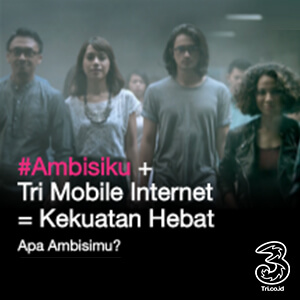 #Ambisiku +
Tri Mobile Internet
= Kekuatan Hebat
Apa Ambisimu?
3
Tri.co.id